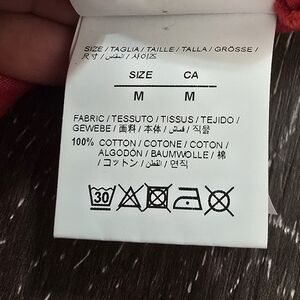 SIZE / TAGLIA / TAILLE / TALLA / GRÖSSE /
尺寸 / المقاس / 사이즈
SIZE CA
M M
FABRIC / TESSUTO / TISSUS / TEJIDO /
GEWEBE / 面料 / 本体 / قماش / 직물
100% COTTON / COTONE / COTON /
ALGODÓN / BAUMWOLLE / 棉
/ コットン / القطن / 면직
30